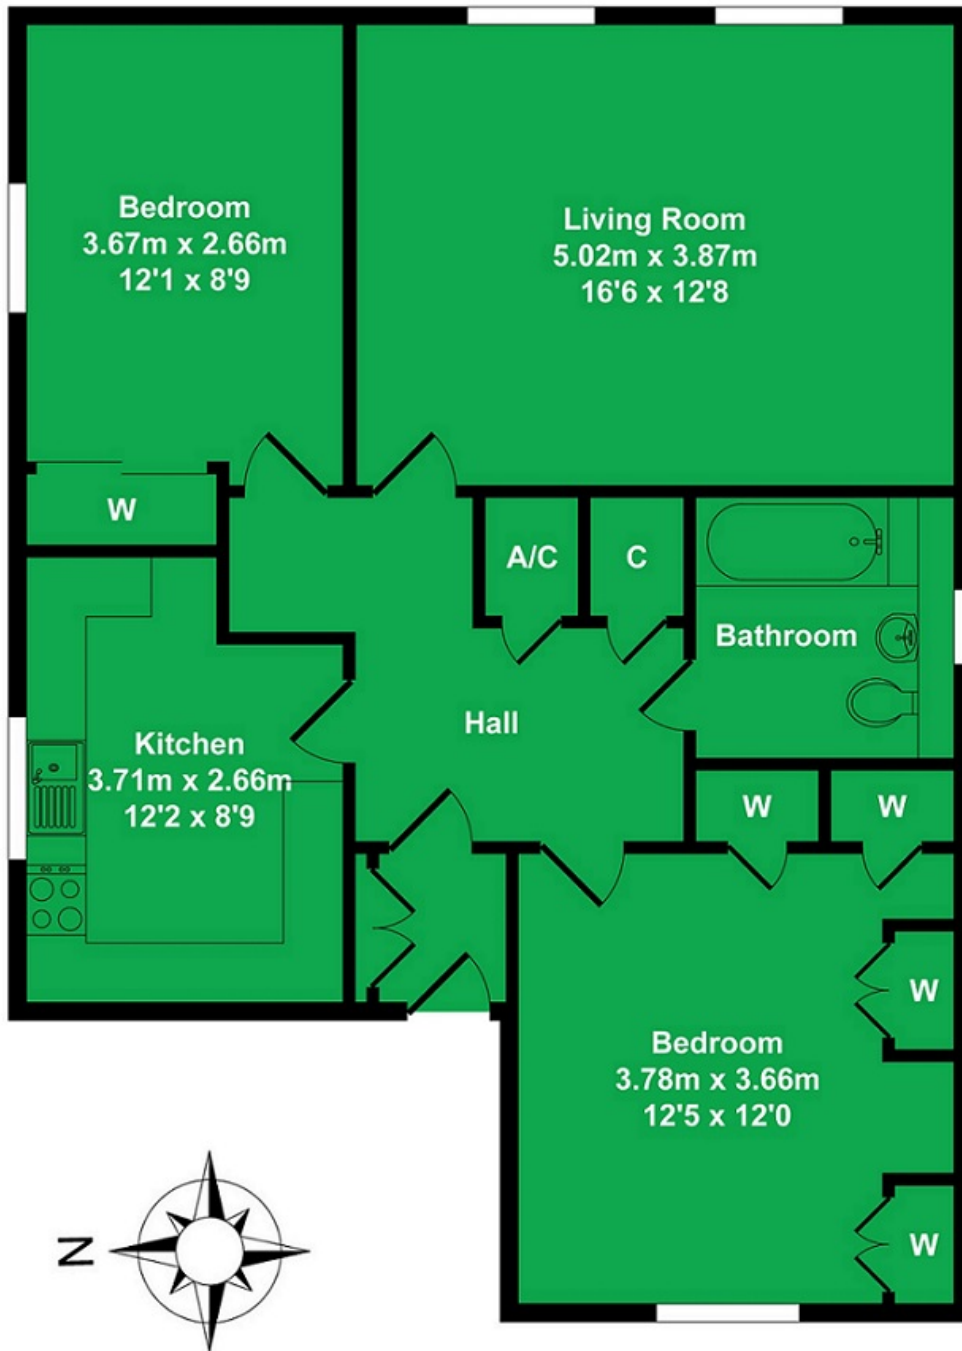 Bedroom
3.67m x 2.66m
12'1 x 8'9
Living Room
5.02m x 3.87m
16'6 x 12'8
W
A/C
C
Bathroom
Hall
Kitchen
3.71m x 2.66m
12'2 x 8'9
W
W
W
Bedroom
3.78m x 3.66m
12'5 x 12'0
W
N